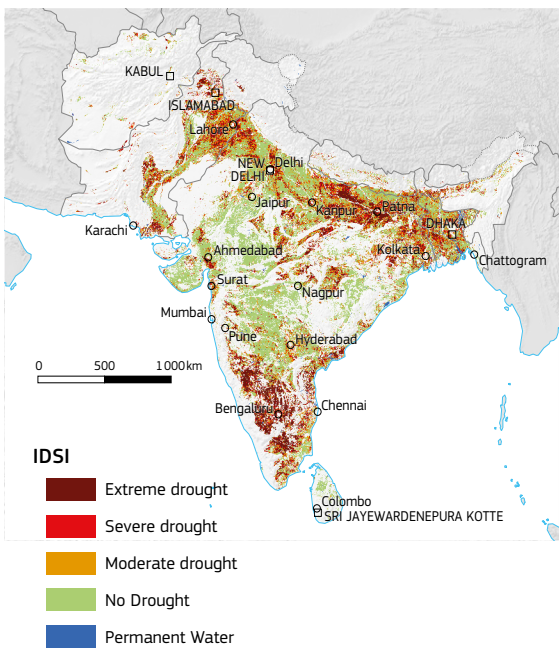 KABUL
ISLAMABAD
Lahore
NEW
DELHI
Delhi
Jaipur
Kanpur
Patna
DHAKA
Karachi
Ahmedabad
Kolkata
Chattogram
Surat
Nagpur
Mumbai
Pune
Hyderabad
0 500 1000 km
Bengaluru
Chennai
IDSI
Colombo
SRI JAYEWARDENEPURA KOTTE
Extreme drought
Severe drought
Moderate drought
No Drought
Permanent Water